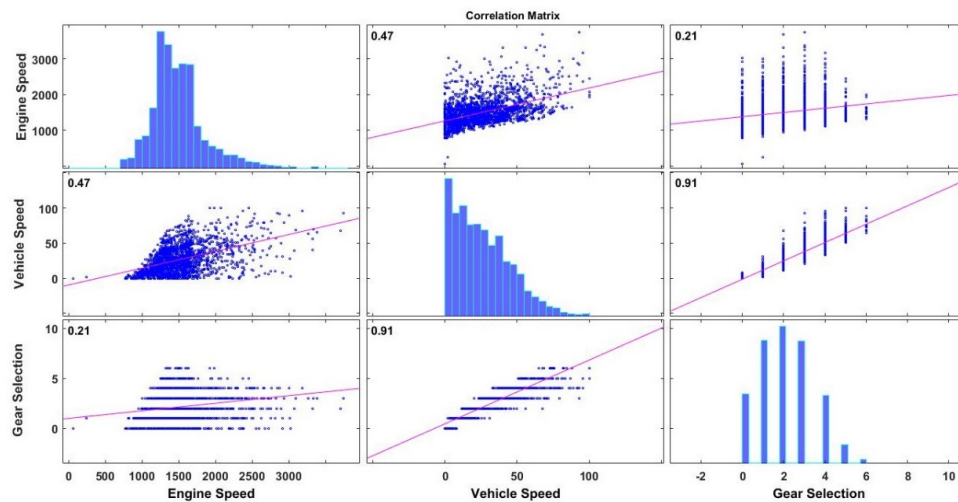 Correlation Matrix
Engine Speed
3000
2000
1000
0.47
0.21
Vehicle Speed
100
50
0
0.47
0.91
Gear Selection
10
5
0
0.21
0.91
0 500 1000 1500 2000 2500 3000
0 50 100
-2 0 2 4 6 8 10
Engine Speed
Vehicle Speed
Gear Selection